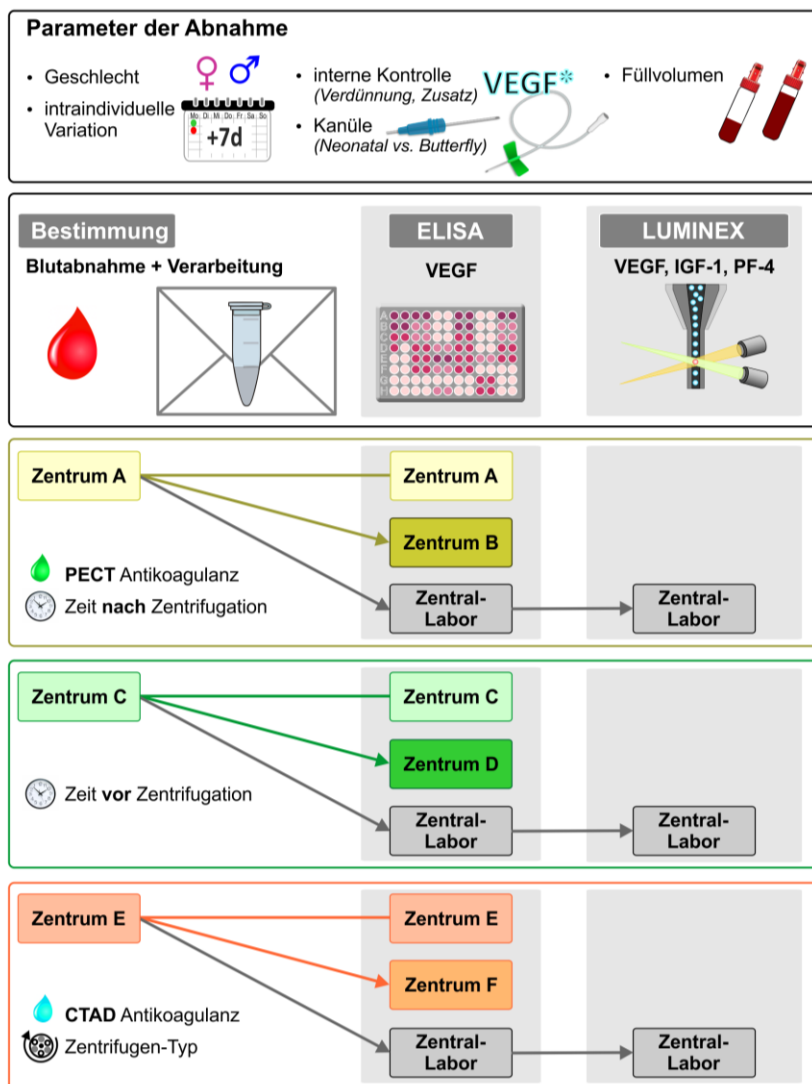 Parameter der Abnahme
• Geschlecht
• intraindividuelle
Variation
Mo Di Mi Do Fr Sa So
+7d
• interne Kontrolle
(Verdünnung, Zusatz)
VEGF*
• Kanüle
(Neonatal vs. Butterfly)
• Füllvolumen
Bestimmung
Blutabnahme + Verarbeitung
ELISA
VEGF
A
B
C
D
E
F
G
LUMINEX
VEGF, IGF-1, PF-4
Zentrum A
Zentrum A
Zentrum B
PECT Antikoagulanz
Zeit nach Zentrifugation
Zentral-
Labor
Zentral-
Labor
Zentrum C
Zentrum C
Zentrum D
Zeit vor Zentrifugation
Zentral-
Labor
Zentral-
Labor
Zentrum E
Zentrum E
Zentrum F
CTAD Antikoagulanz
Zentrifugen-Typ
Zentral-
Labor
Zentral-
Labor